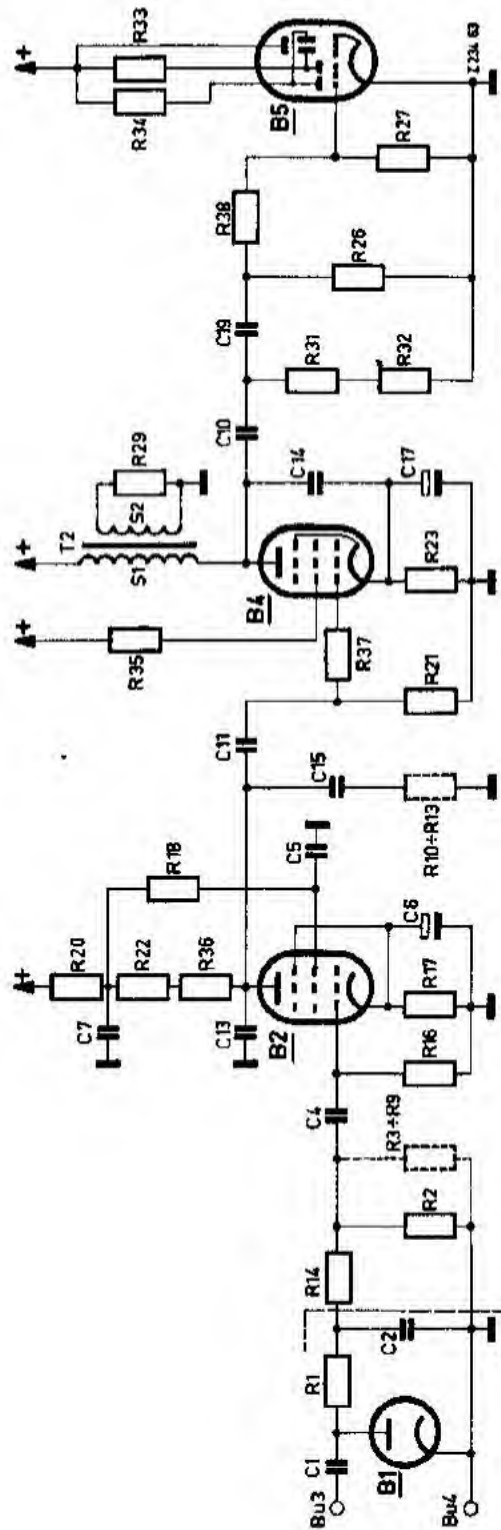 Bu3
Bu4
C1
B1
R1
C2
R14
R2
R3÷R9
C4
R16
R17
C6
B2
C13
C7
R20
R22
R36
R18
C5
C11
C15
R10÷R13
R21
R37
R35
S1
T2
S2
R29
B4
C14
C17
R23
C10
C19
R31
R32
R26
R38
R27
B5
R34
R33
A+
A+
A+
A+